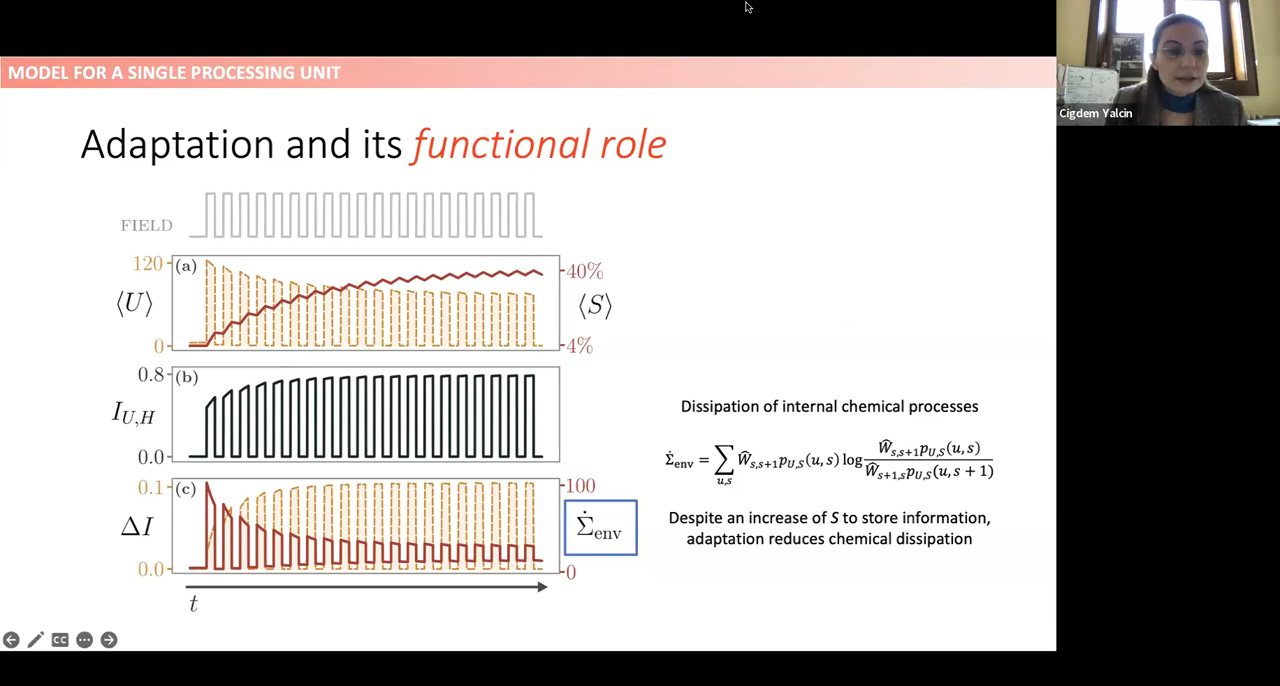 MODEL FOR A SINGLE PROCESSING UNIT
Cigdem Yalcin
Adaptation and its functional role
FIELD
120
(a)
40%
⟨U⟩
⟨S⟩
0
4%
0.8
(b)
I_{U,H}
0.0
0.1
(c)
100
ΔI
Σ̇_env
0.0
0
t
Dissipation of internal chemical processes
Σ̇_env = ∑_{u,s} Ŵ_{s,s+1} p_{U,S}(u, s) log (Ŵ_{s,s+1} p_{U,S}(u, s)) / (Ŵ_{s+1,s} p_{U,S}(u, s + 1))
Despite an increase of S to store information,
adaptation reduces chemical dissipation
CC